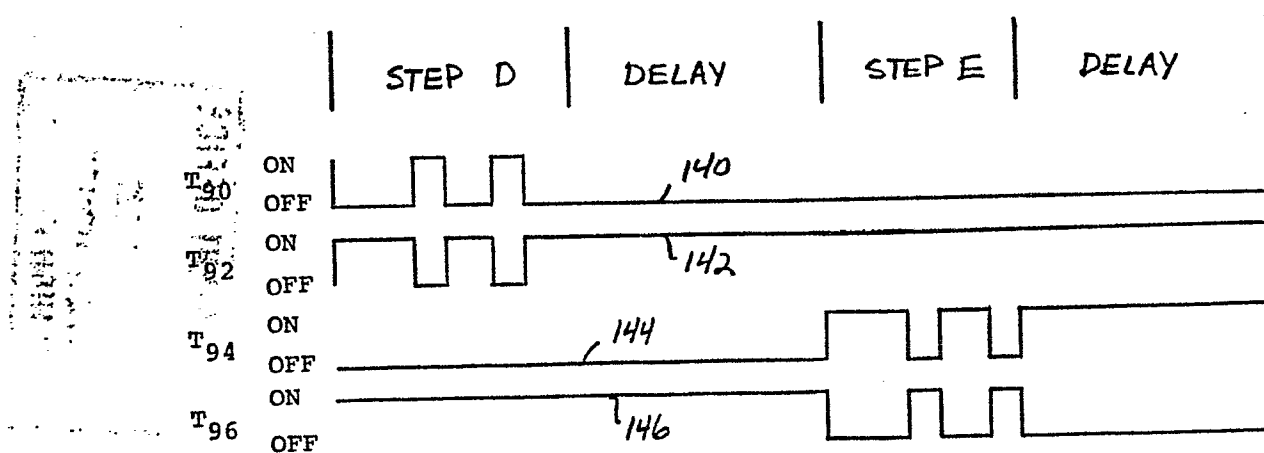 STEP D DELAY STEP E DELAY
T90 ON 140
OFF
T92 ON 142
OFF
T94 ON 144
OFF
T96 ON 146
OFF